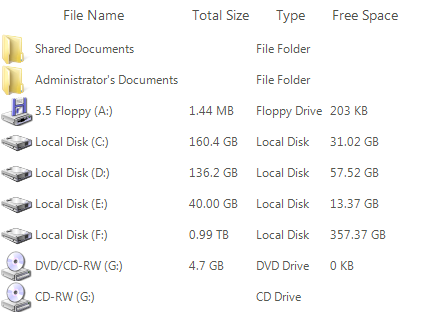 File Name Total Size Type Free Space
Shared Documents File Folder
Administrator's Documents File Folder
3.5 Floppy (A:) 1.44 MB Floppy Drive 203 KB
Local Disk (C:) 160.4 GB Local Disk 31.02 GB
Local Disk (D:) 136.2 GB Local Disk 57.52 GB
Local Disk (E:) 40.00 GB Local Disk 13.37 GB
Local Disk (F:) 0.99 TB Local Disk 357.37 GB
DVD/CD-RW (G:) 4.7 GB DVD Drive 0 KB
CD-RW (G:) CD Drive